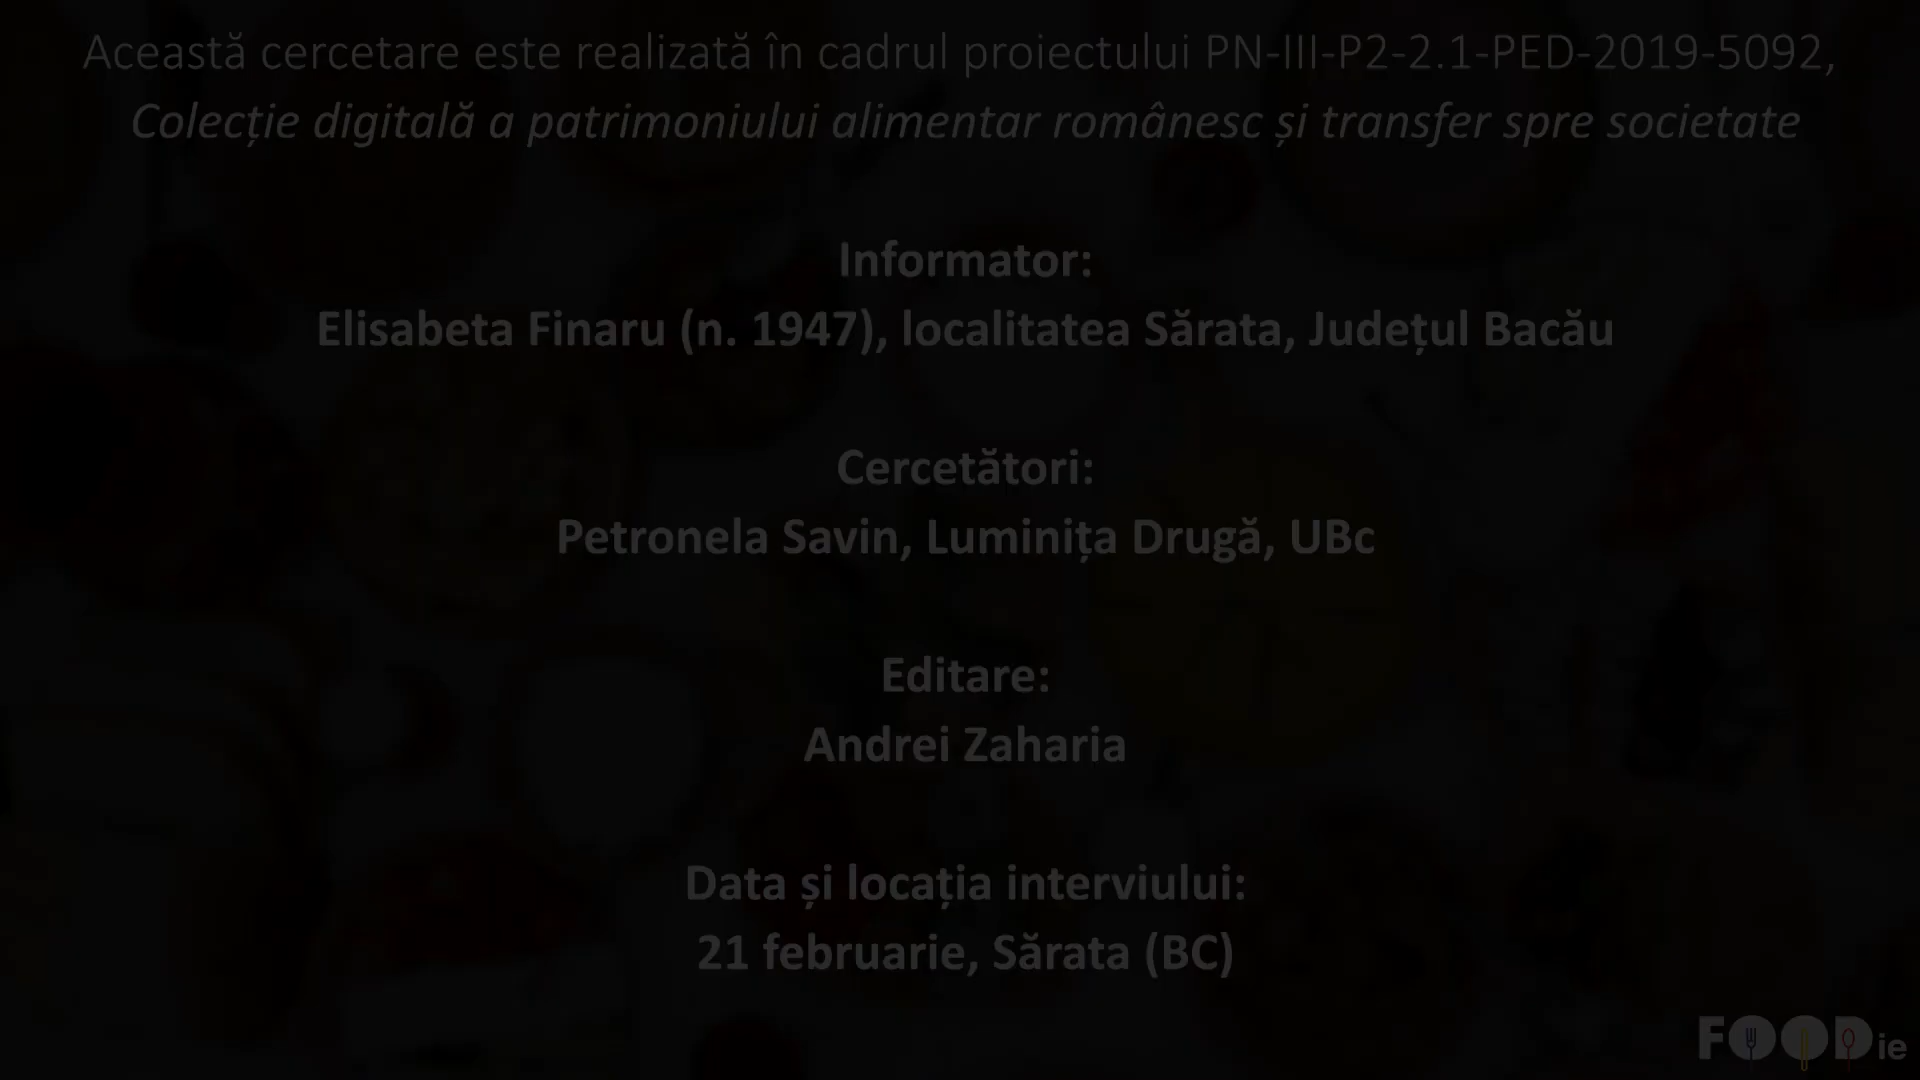 Această cercetare este realizată în cadrul proiectului PN-III-P2-2.1-PED-2019-5092,
Colecție digitală a patrimoniului alimentar românesc și transfer spre societate
Informator:
Elisabeta Finaru (n. 1947), localitatea Sărata, Județul Bacău
Cercetători:
Petronela Savin, Luminița Drugă, UBc
Editare:
Andrei Zaharia
Data și locația interviului:
21 februarie, Sărata (BC)
FOODie